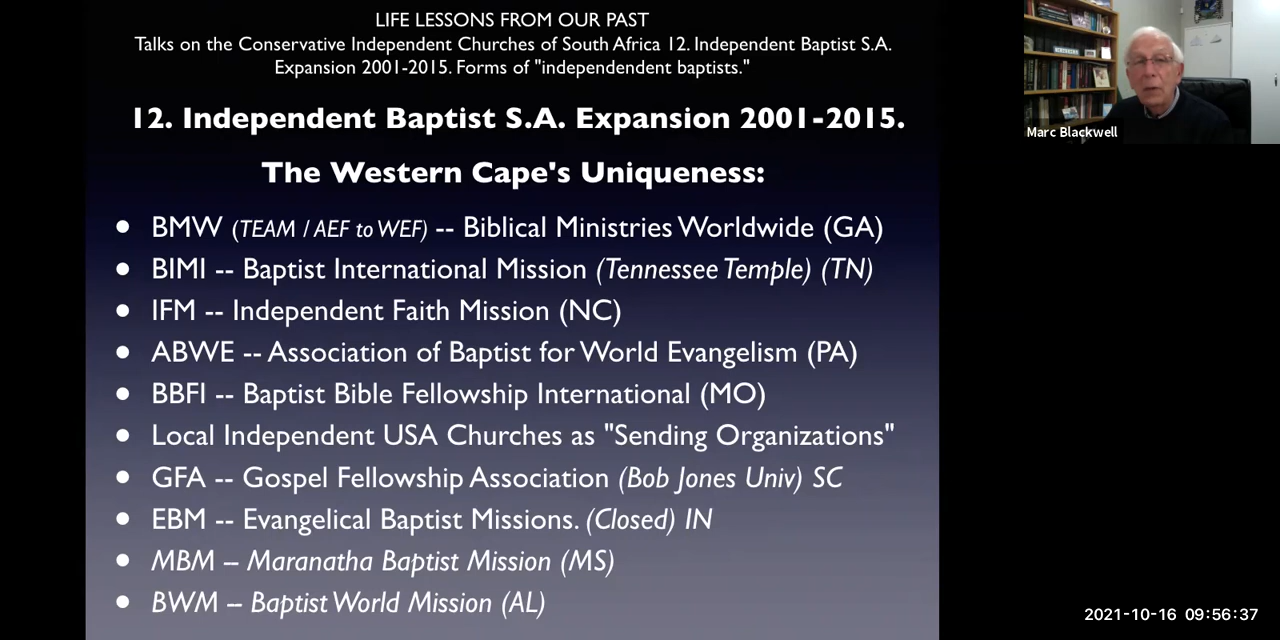 LIFE LESSONS FROM OUR PAST
Talks on the Conservative Independent Churches of South Africa 12. Independent Baptist S.A.
Expansion 2001-2015. Forms of "independendent baptists."
12. Independent Baptist S.A. Expansion 2001-2015.
The Western Cape's Uniqueness:
• BMW (TEAM / AEF to WEF) -- Biblical Ministries Worldwide (GA)
• BIMI -- Baptist International Mission (Tennessee Temple) (TN)
• IFM -- Independent Faith Mission (NC)
• ABWE -- Association of Baptist for World Evangelism (PA)
• BBFI -- Baptist Bible Fellowship International (MO)
• Local Independent USA Churches as "Sending Organizations"
• GFA -- Gospel Fellowship Association (Bob Jones Univ) SC
• EBM -- Evangelical Baptist Missions. (Closed) IN
• MBM -- Maranatha Baptist Mission (MS)
• BWM -- Baptist World Mission (AL)
Marc Blackwell
2021-10-16 09:56:37